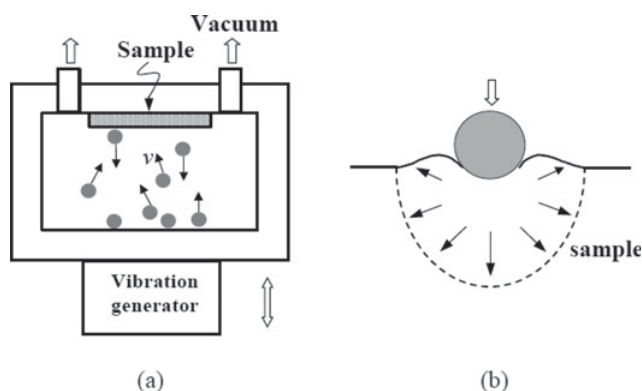 Vacuum
Sample
v
Vibration
generator
sample
(a)
(b)